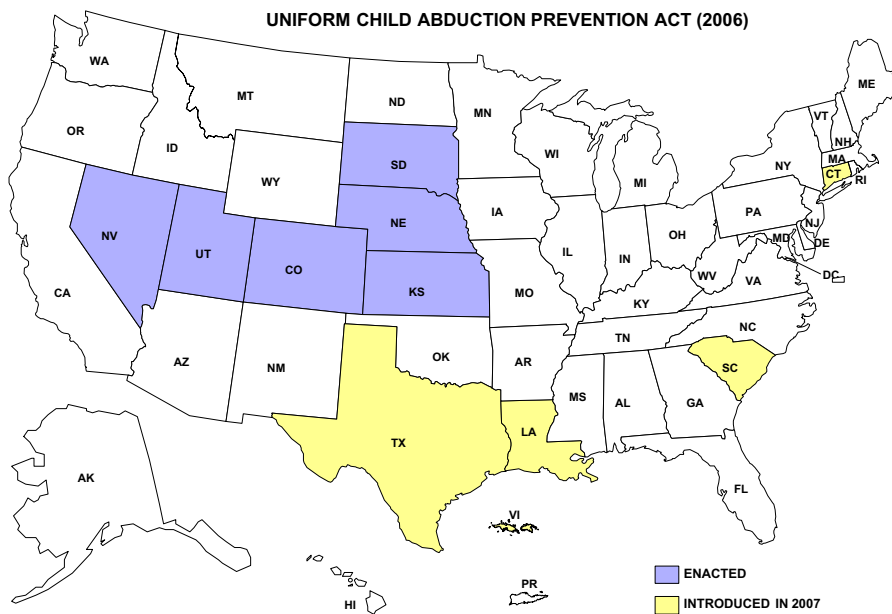 UNIFORM CHILD ABDUCTION PREVENTION ACT (2006)
WA
MT
ND
MN
ME
OR
ID
WY
SD
WI
MI
NY
VT
NH
MA
CT
RI
NV
UT
CO
NE
IA
IL
IN
OH
PA
NJ
MD
DE
DC
CA
KS
MO
KY
WV
VA
AZ
NM
OK
AR
TN
NC
SC
TX
LA
MS
AL
GA
FL
AK
HI
VI
PR
ENACTED
INTRODUCED IN 2007